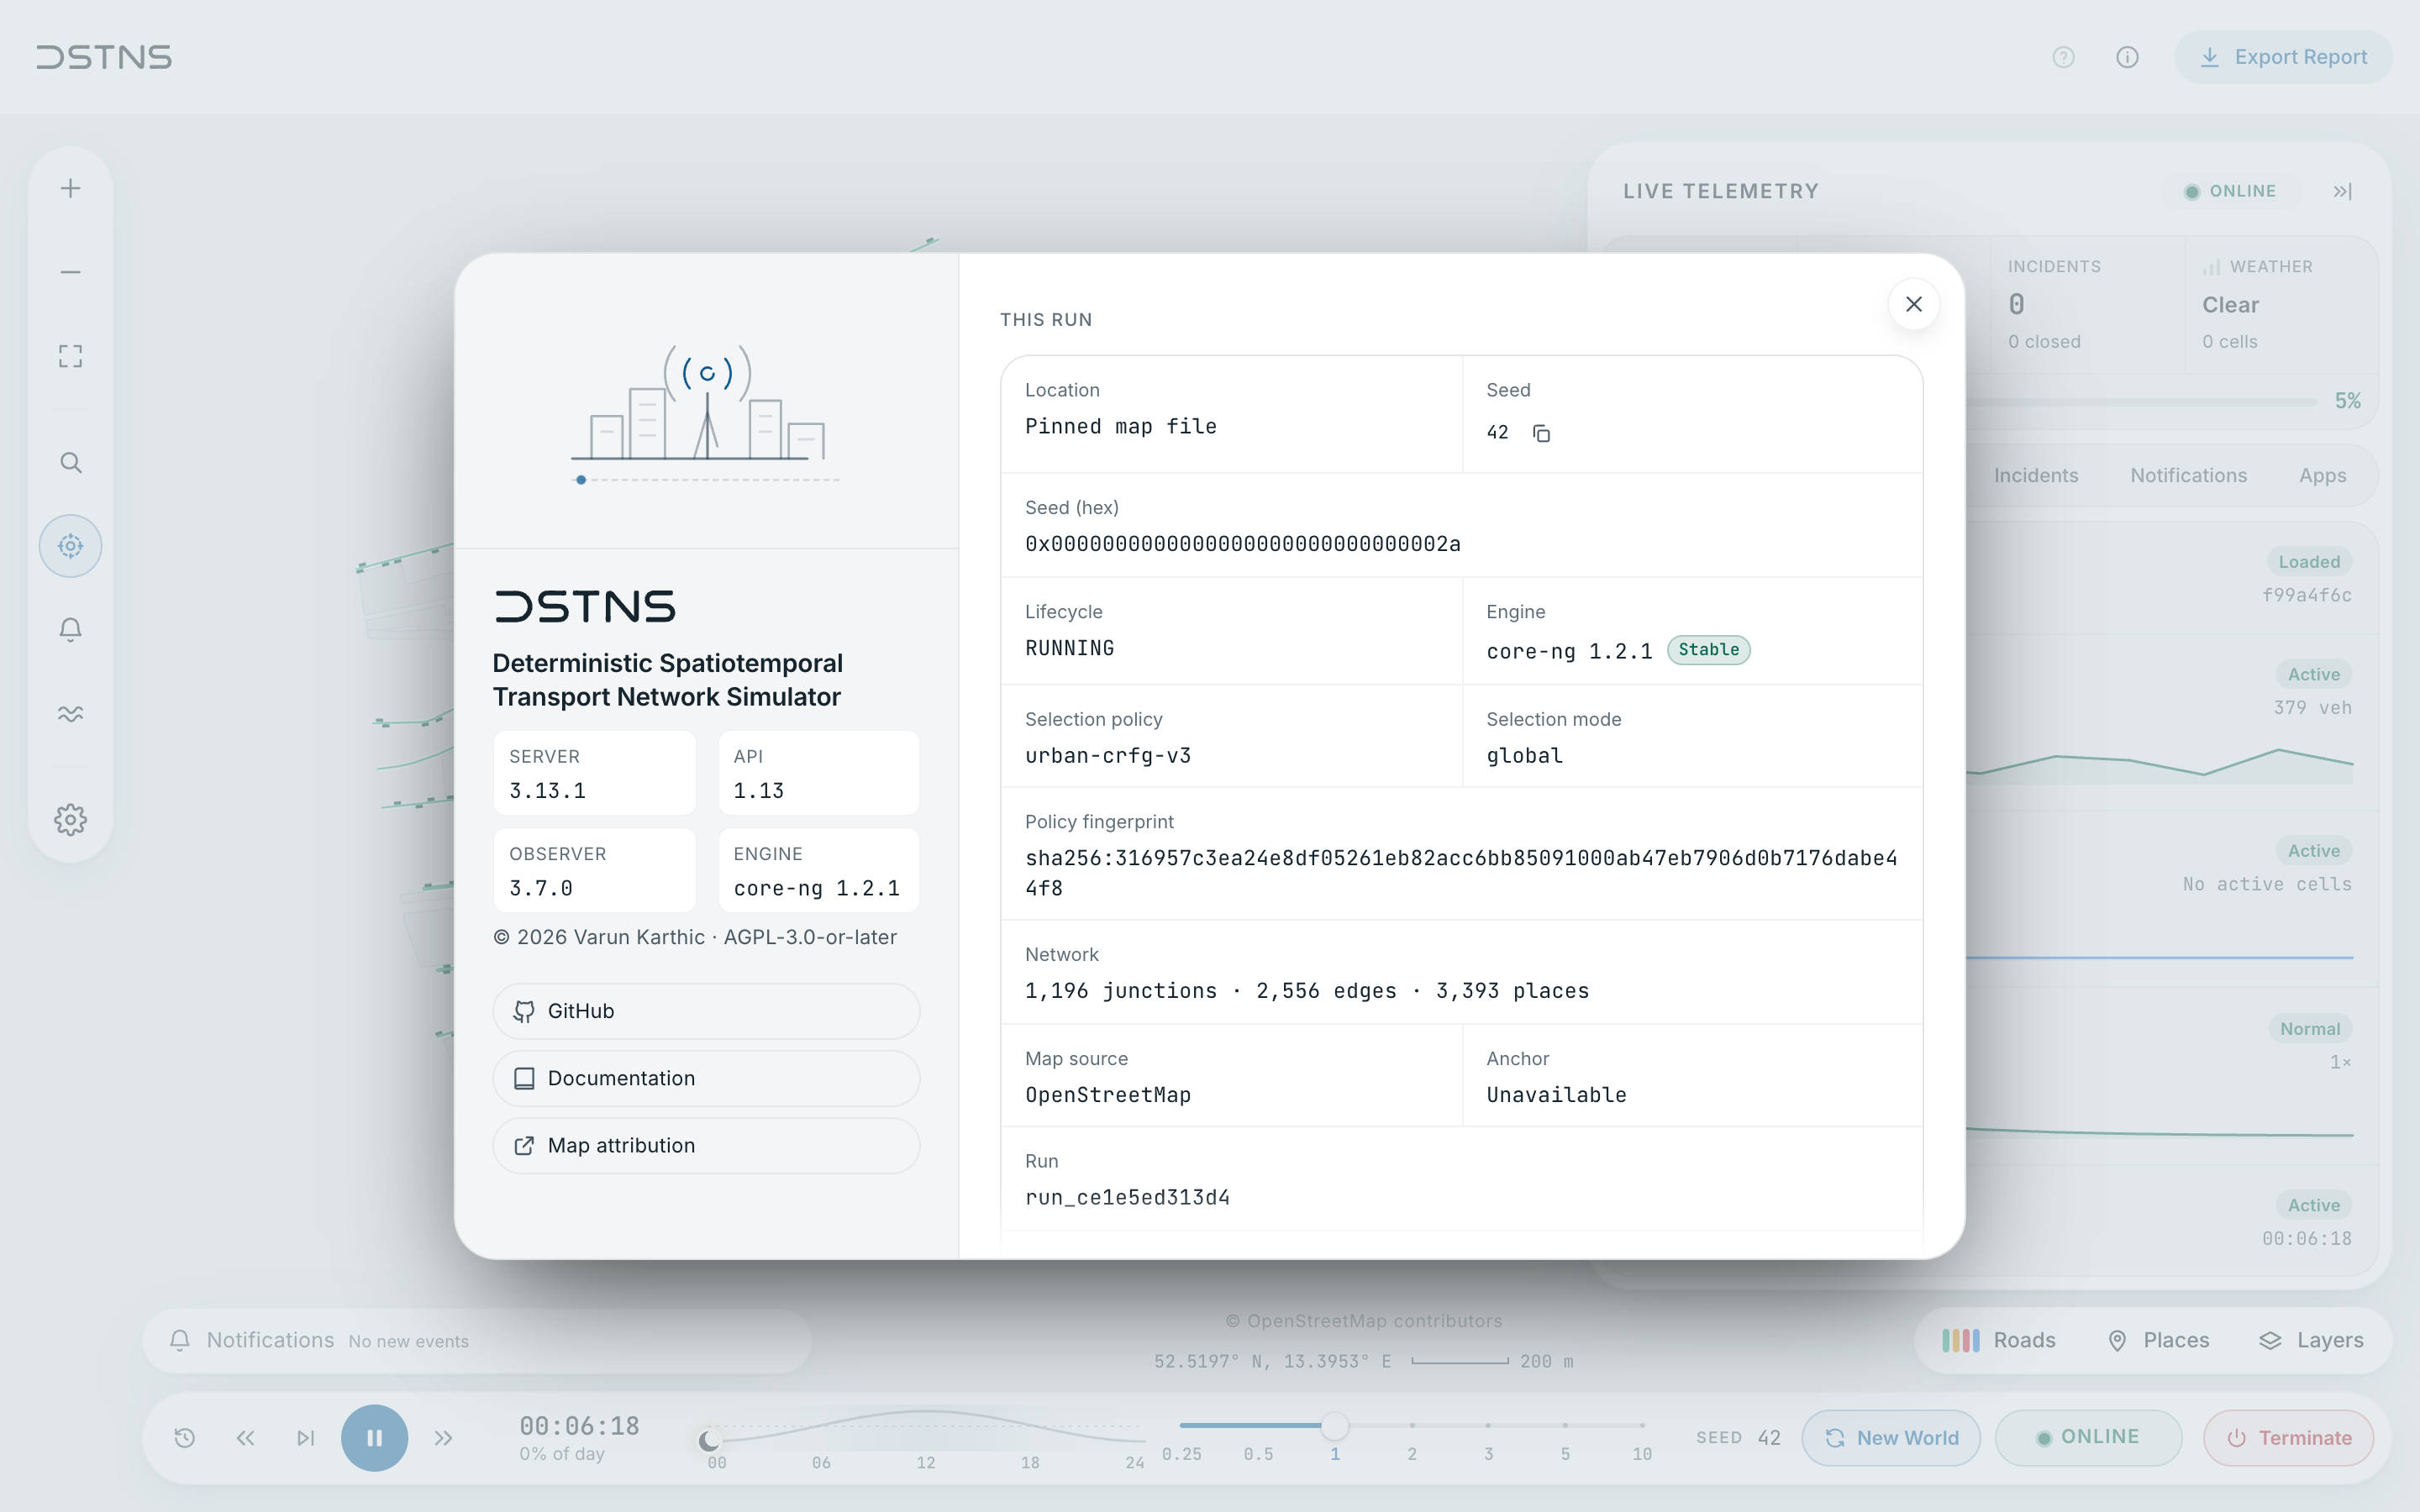 DSTNS
Export Report
LIVE TELEMETRY
ONLINE
INCIDENTS
0
0 closed
WEATHER
Clear
0 cells
5%
Incidents
Notifications
Apps
Loaded
f99a4f6c
Active
379 veh
Active
No active cells
Normal
1×
Active
00:06:18
DSTNS
Deterministic Spatiotemporal
Transport Network Simulator
SERVER
3.13.1
API
1.13
OBSERVER
3.7.0
ENGINE
core-ng 1.2.1
© 2026 Varun Karthic · AGPL-3.0-or-later
GitHub
Documentation
Map attribution
THIS RUN
Location
Pinned map file
Seed
42
Seed (hex)
0x0000000000000000000000000000002a
Lifecycle
RUNNING
Engine
core-ng 1.2.1 Stable
Selection policy
urban-crfg-v3
Selection mode
global
Policy fingerprint
sha256:316957c3ea24e8df05261eb82acc6bb85091000ab47eb7906d0b7176dabe4
4f8
Network
1,196 junctions · 2,556 edges · 3,393 places
Map source
OpenStreetMap
Anchor
Unavailable
Run
run_ce1e5ed313d4
Notifications No new events
© OpenStreetMap contributors
52.5197° N, 13.3953° E 200 m
Roads
Places
Layers
00:06:18
0% of day
00 06 12 18 24
0.25 0.5 1 2 3 5 10
SEED 42
New World
ONLINE
Terminate